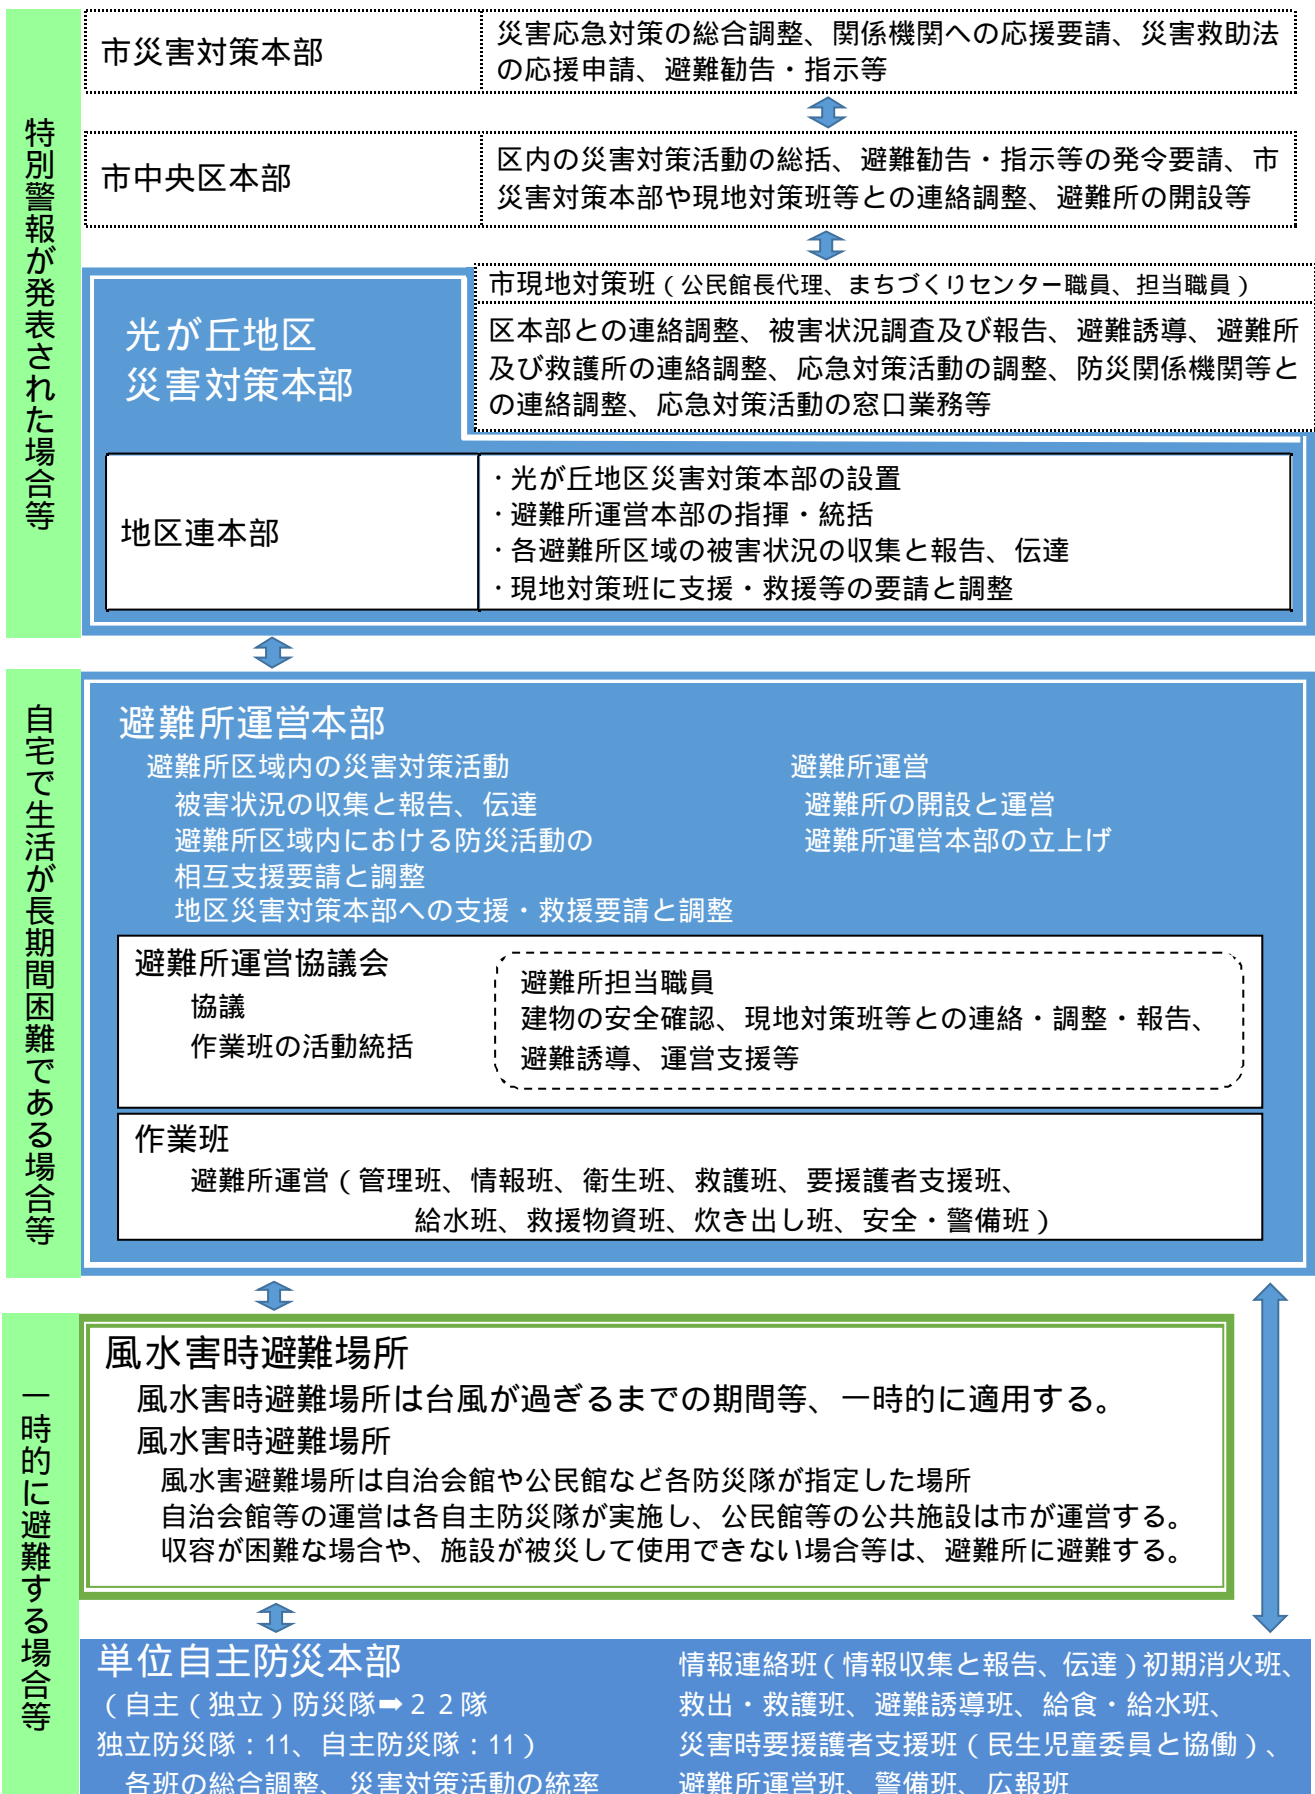 特別警報が発表された場合等
市災害対策本部
災害応急対策の総合調整、関係機関への応援要請、災害救助法
の応援申請、避難勧告・指示等
市中央区本部
区内の災害対策活動の総括、避難勧告・指示等の発令要請、市
災害対策本部や現地対策班等との連絡調整、避難所の開設等
光が丘地区
災害対策本部
市現地対策班（公民館長代理、まちづくりセンター職員、担当職員）
区本部との連絡調整、被害状況調査及び報告、避難誘導、避難所
及び救護所の連絡調整、応急対策活動の調整、防災関係機関等と
の連絡調整、応急対策活動の窓口業務等
地区連本部
・光が丘地区災害対策本部の設置
・避難所運営本部の指揮・統括
・各避難所区域の被害状況の収集と報告、伝達
・現地対策班に支援・救援等の要請と調整
自宅で生活が長期間困難である場合等
避難所運営本部
避難所区域内の災害対策活動
被害状況の収集と報告、伝達
避難所区域内における防災活動の
相互支援要請と調整
地区災害対策本部への支援・救援要請と調整
避難所運営
避難所の開設と運営
避難所運営本部の立上げ
避難所運営協議会
協議
作業班の活動統括
避難所担当職員
建物の安全確認、現地対策班等との連絡・調整・報告、
避難誘導、運営支援等
作業班
避難所運営（管理班、情報班、衛生班、救護班、要援護者支援班、
給水班、救援物資班、炊き出し班、安全・警備班）
一時的に避難する場合等
風水害時避難場所
風水害時避難場所は台風が過ぎるまでの期間等、一時的に適用する。
風水害時避難場所
風水害避難場所は自治会館や公民館など各防災隊が指定した場所
自治会館等の運営は各自主防災隊が実施し、公民館等の公共施設は市が運営する。
収容が困難な場合や、施設が被災して使用できない場合等は、避難所に避難する。
単位自主防災本部
（自主（独立）防災隊➡２２隊
独立防災隊：11、自主防災隊：11）
各班の総合調整、災害対策活動の統率
情報連絡班（情報収集と報告、伝達）初期消火班、
救出・救護班、避難誘導班、給食・給水班、
災害時要援護者支援班（民生児童委員と協働）、
避難所運営班、警備班、広報班